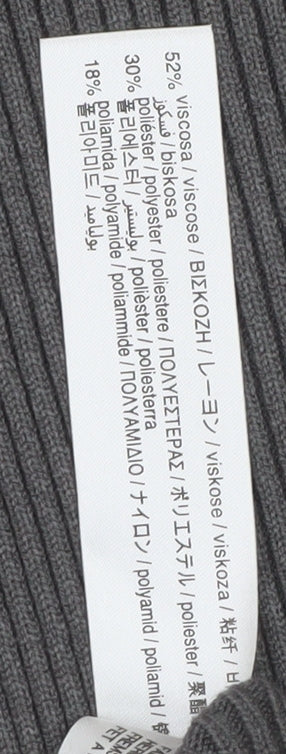 52% viscosa / viscose / ΒΙΣΚΟΖΗ / レーヨン / viskose / viskoza / 粘纤 /
فسكوز / biskosa
30% poliéster / polyester / poliestere / ΠΟΛΥΕΣΤΕΡΑΣ / ポリエステル / poliester / 聚酯
폴리에스터 / بوليستير / polièster / poliesterra
18% poliamida / polyamide / poliammide / ΠΟΛΥΑΜΙΔΙΟ / ナイロン / polyamid / poliamid /
폴리아미드 / بولياميد